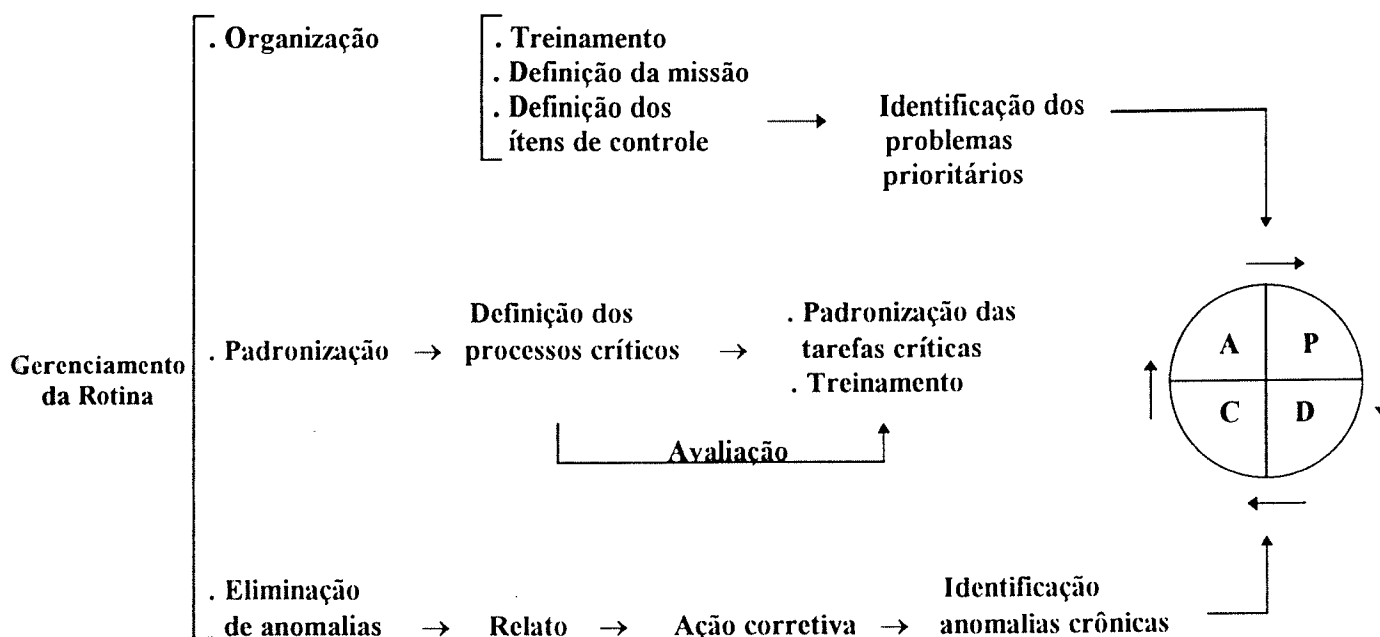 . Organização
. Treinamento
. Definição da missão
. Definição dos
ítens de controle
Identificação dos
problemas
prioritários
Gerenciamento
da Rotina
. Padronização
Definição dos
processos críticos
. Padronização das
tarefas críticas
. Treinamento
Avaliação
A P
C D
. Eliminação
de anomalias
Relato
Ação corretiva
Identificação
anomalias crônicas